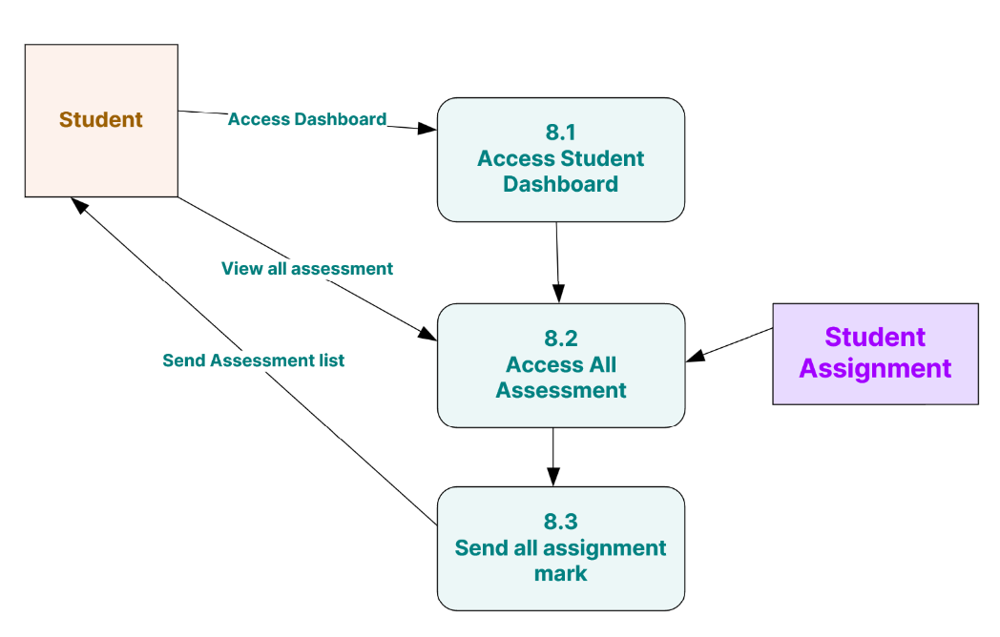 Student
Access Dashboard
8.1
Access Student
Dashboard
View all assessment
8.2
Access All
Assessment
Student
Assignment
Send Assessment list
8.3
Send all assignment
mark